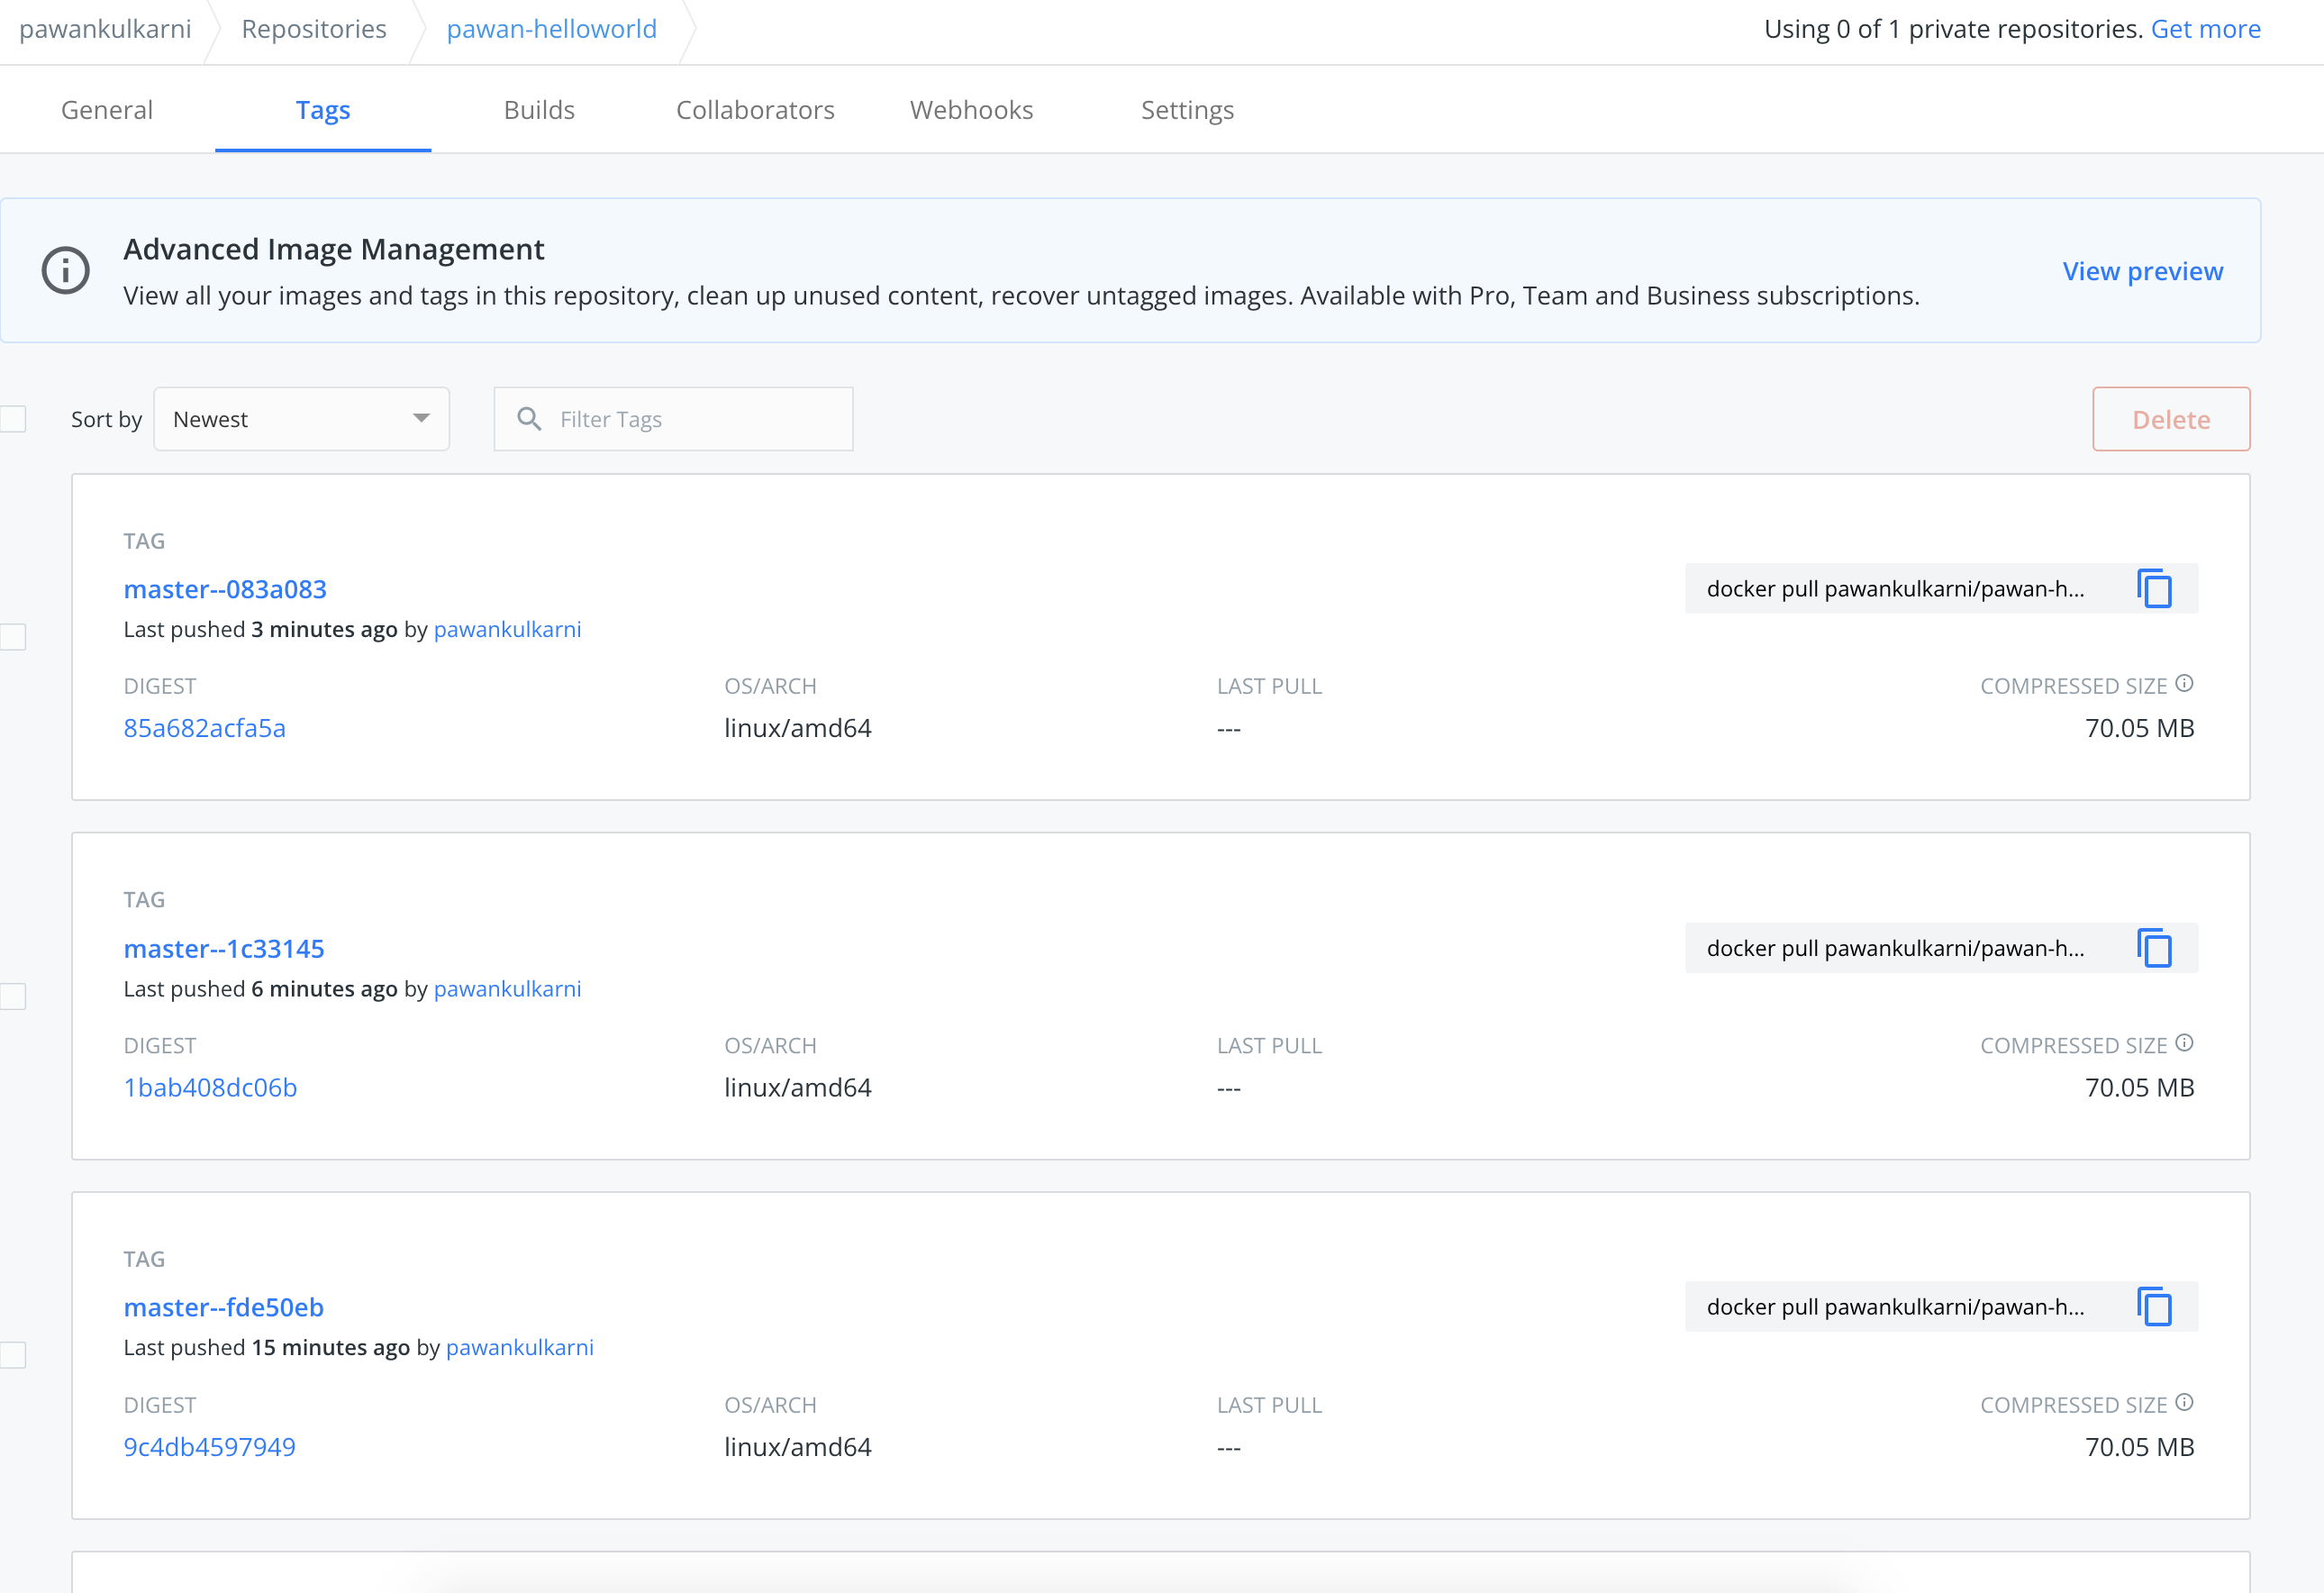 pawankulkarni Repositories pawan-helloworld Using 0 of 1 private repositories. Get more
General Tags Builds Collaborators Webhooks Settings
Advanced Image Management
View all your images and tags in this repository, clean up unused content, recover untagged images. Available with Pro, Team and Business subscriptions.
View preview
Sort by Newest Filter Tags Delete
TAG
master--083a083 docker pull pawankulkarni/pawan-h...
Last pushed 3 minutes ago by pawankulkarni
DIGEST OS/ARCH LAST PULL COMPRESSED SIZE
85a682acfa5a linux/amd64 --- 70.05 MB
TAG
master--1c33145 docker pull pawankulkarni/pawan-h...
Last pushed 6 minutes ago by pawankulkarni
DIGEST OS/ARCH LAST PULL COMPRESSED SIZE
1bab408dc06b linux/amd64 --- 70.05 MB
TAG
master--fde50eb docker pull pawankulkarni/pawan-h...
Last pushed 15 minutes ago by pawankulkarni
DIGEST OS/ARCH LAST PULL COMPRESSED SIZE
9c4db4597949 linux/amd64 --- 70.05 MB